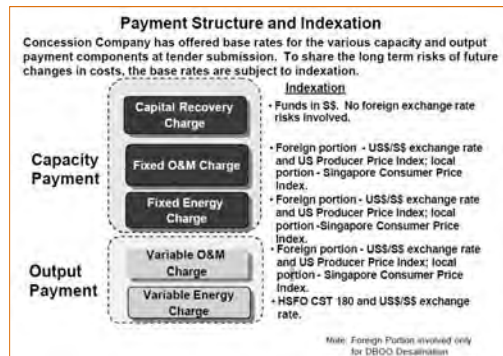 Payment Structure and Indexation
Concession Company has offered base rates for the various capacity and output
payment components at tender submission. To share the long term risks of future
changes in costs, the base rates are subject to indexation.
Indexation
Capacity
Payment
Capital Recovery
Charge
• Funds in S$. No foreign exchange rate
risks involved.
Fixed O&M Charge
• Foreign portion - US$/S$ exchange rate
and US Producer Price Index; local
portion - Singapore Consumer Price
Index.
Fixed Energy
Charge
• Foreign portion - US$/S$ exchange rate
and US Producer Price Index; local
portion -Singapore Consumer Price
Index.
Output
Payment
Variable O&M
Charge
• Foreign portion - US$/S$ exchange rate
and US Producer Price Index; local
portion - Singapore Consumer Price
Index.
Variable Energy
Charge
• HSFO CST 180 and US$/S$ exchange
rate.
Note: Foreign Portion involved only
for DBOO Desalination